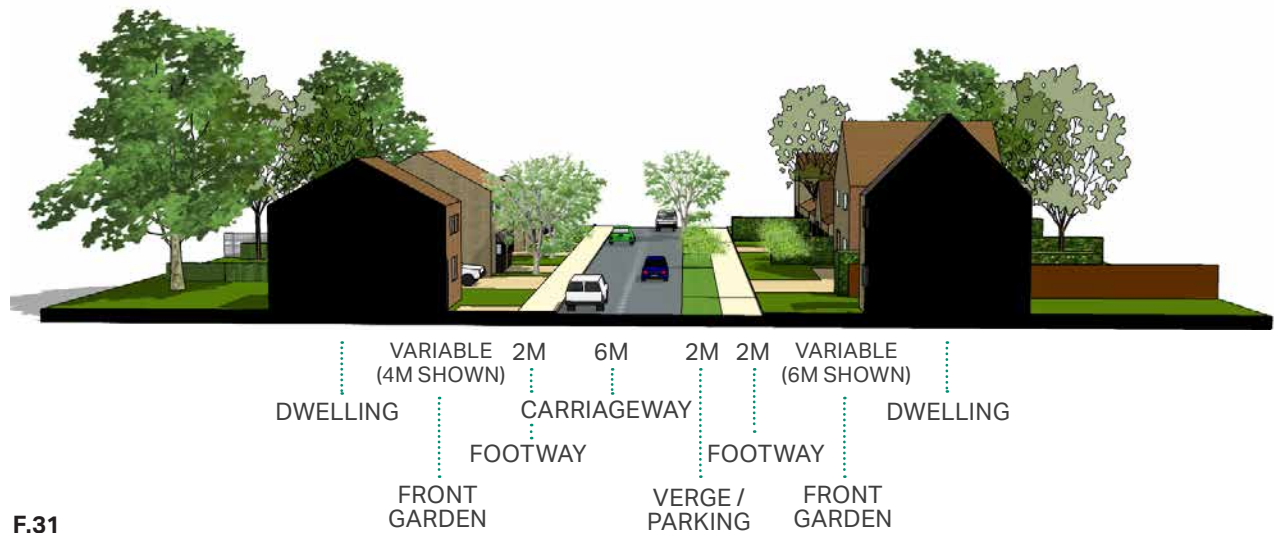 VARIABLE 2M 6M 2M 2M VARIABLE
(4M SHOWN) (6M SHOWN)
DWELLING CARRIAGEWAY DWELLING
FOOTWAY FOOTWAY
FRONT VERGE / FRONT
GARDEN PARKING GARDEN
F.31